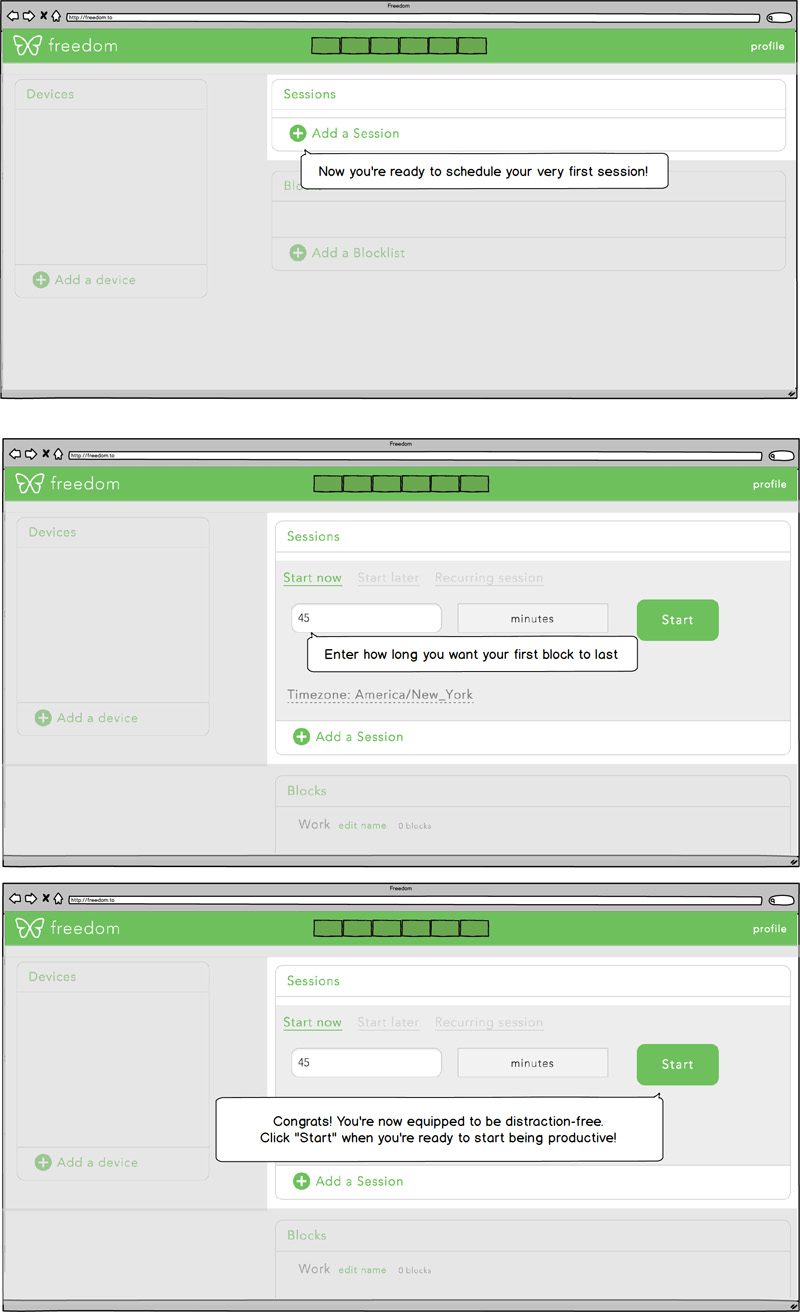 Freedom
http://freedom.to
freedom
profile
Devices
Sessions
Add a Session
Now you're ready to schedule your very first session!
Add a Blocklist
Add a device
Freedom
http://freedom.to
freedom
profile
Devices
Sessions
Start now Start later Recurring session
45 minutes Start
Enter how long you want your first block to last
Timezone: America/New_York
Add a device
Add a Session
Blocks
Work edit name 0 blocks
Freedom
http://freedom.to
freedom
profile
Devices
Sessions
Start now Start later Recurring session
45 minutes Start
Congrats! You're now equipped to be distraction-free.
Click "Start" when you're ready to start being productive!
Add a device
Add a Session
Blocks
Work edit name 0 blocks